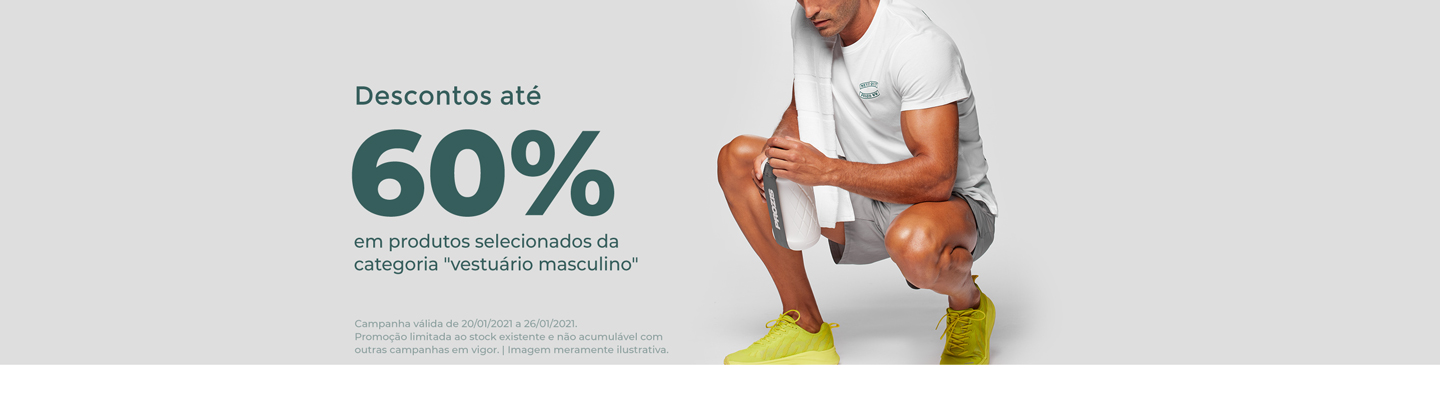 Descontos até
60%
em produtos selecionados da
categoria "vestuário masculino"
Campanha válida de 20/01/2021 a 26/01/2021.
Promoção limitada ao stock existente e não acumulável com
outras campanhas em vigor. | Imagem meramente ilustrativa.
PROZIS